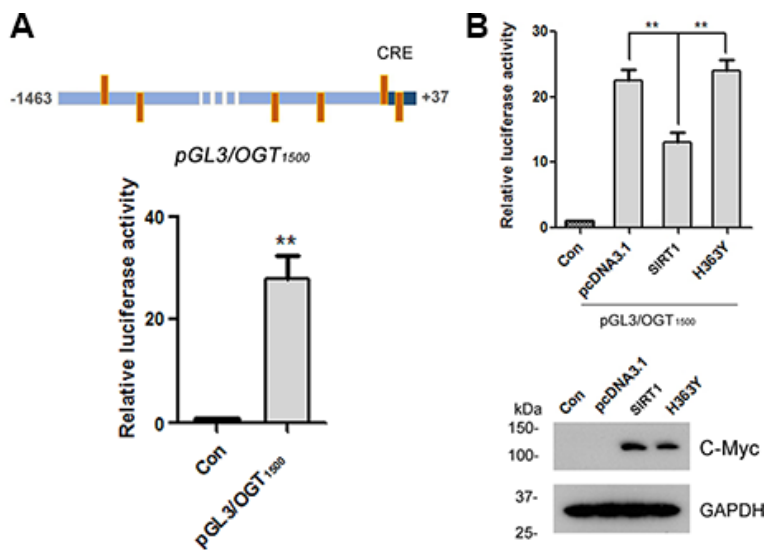 A
CRE
-1463
+37
pGL3/OGT1500
Relative luciferase activity
40
20
0
**
Con
pGL3/OGT1500
B
Relative luciferase activity
30
20
10
0
** **
Con
pcDNA3.1
SIRT1
H363Y
pGL3/OGT1500
kDa
Con
pcDNA3.1
SIRT1
H363Y
150-
100-
C-Myc
37-
25-
GAPDH